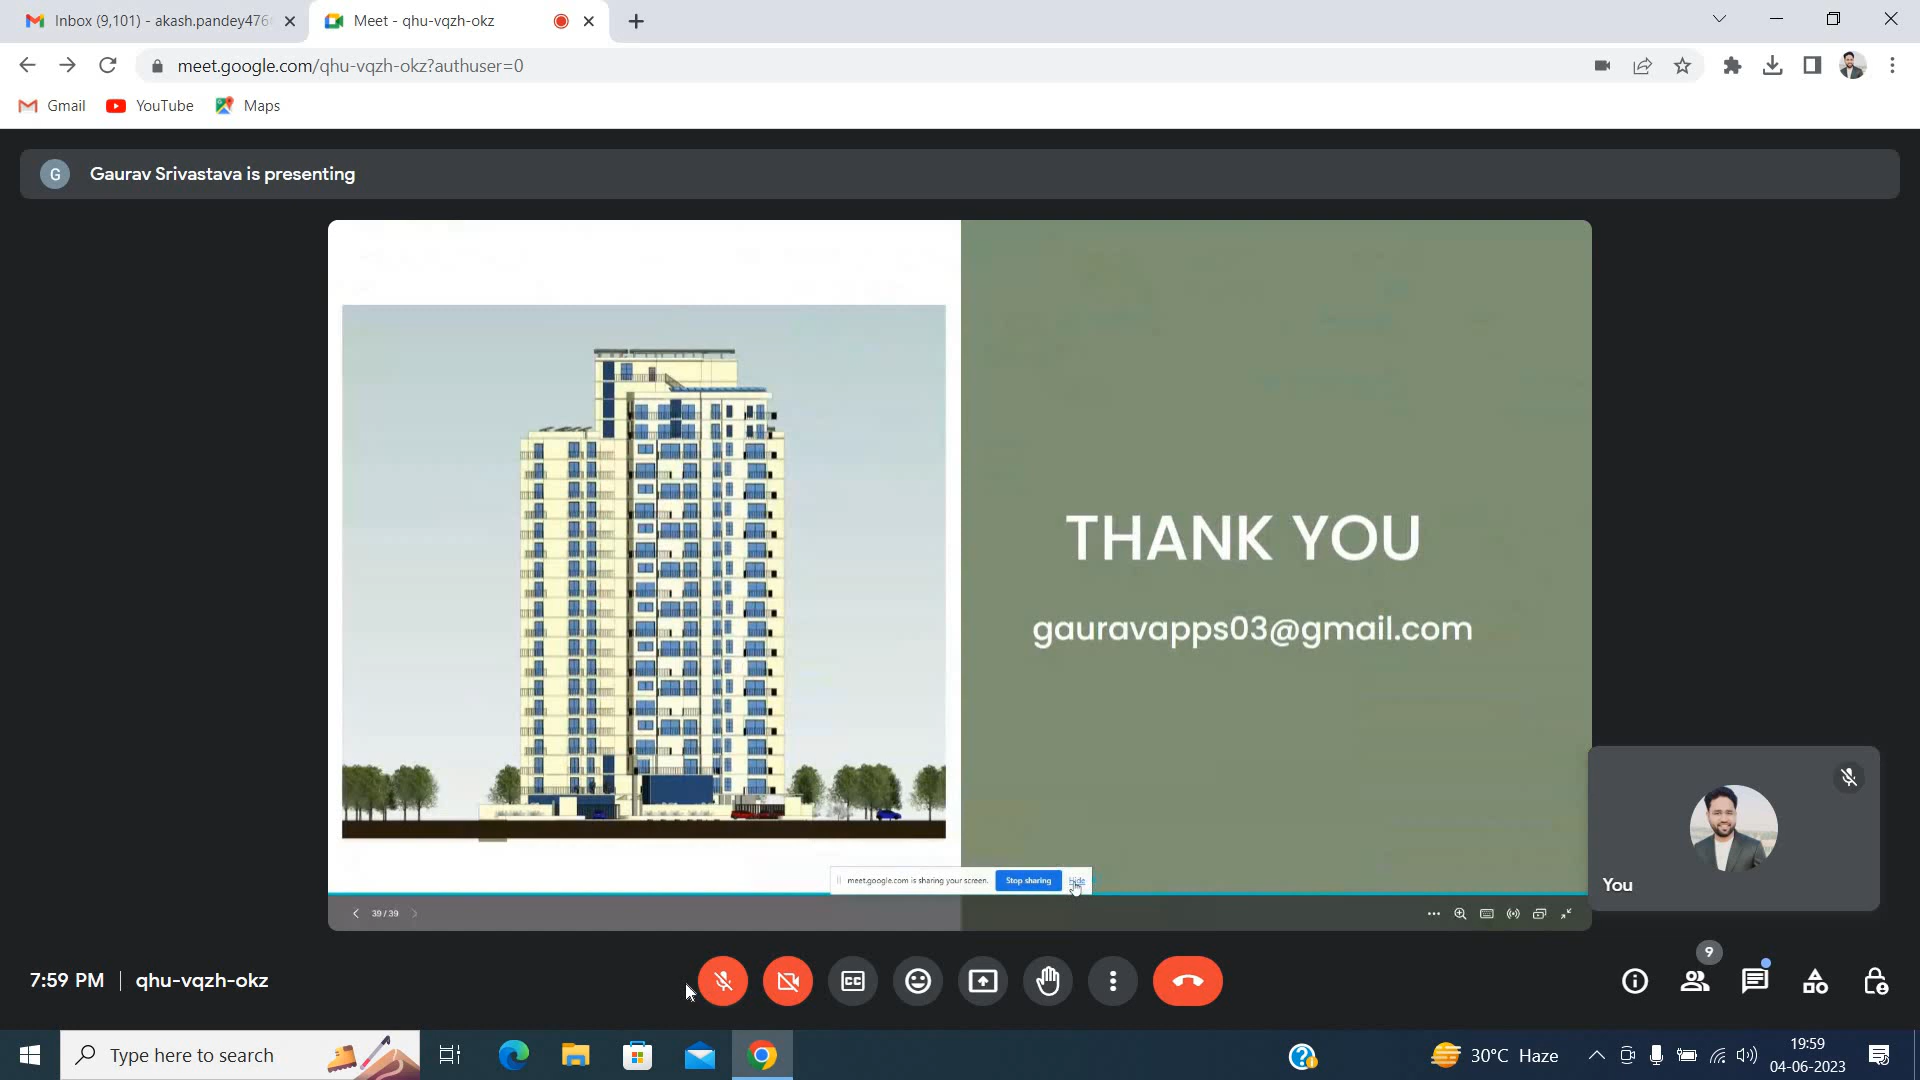 Inbox (9,101) - akash.pandey476
Meet - qhu-vqzh-okz
meet.google.com/qhu-vqzh-okz?authuser=0
Gmail
YouTube
Maps
G
Gaurav Srivastava is presenting
THANK YOU
gauravapps03@gmail.com
meet.google.com is sharing your screen.
Stop sharing
Hide
39 / 39
You
7:59 PM
qhu-vqzh-okz
9
Type here to search
30°C Haze
19:59
04-06-2023